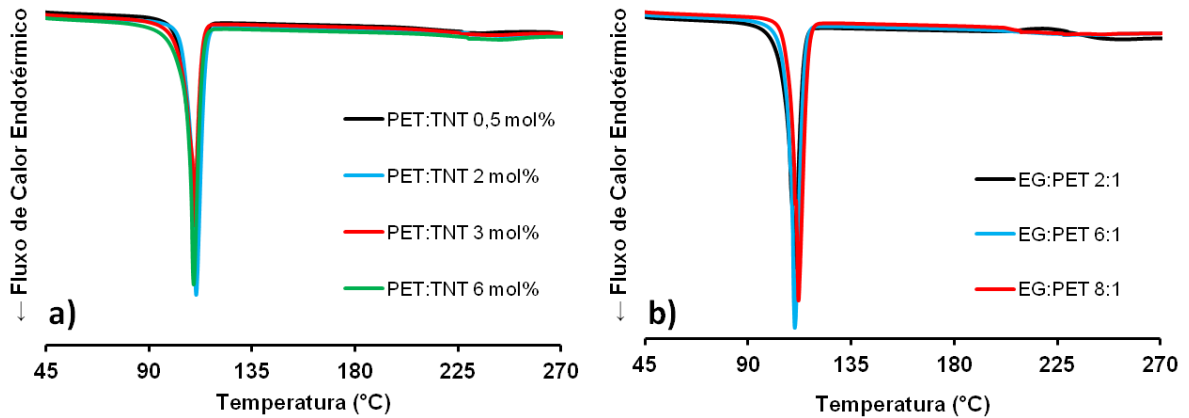 ↓ Fluxo de Calor Endotérmico
PET:TNT 0,5 mol%
PET:TNT 2 mol%
PET:TNT 3 mol%
PET:TNT 6 mol%
a)
45 90 135 180 225 270
Temperatura (°C)
↓ Fluxo de Calor Endotérmico
EG:PET 2:1
EG:PET 6:1
EG:PET 8:1
b)
45 90 135 180 225 270
Temperatura (°C)